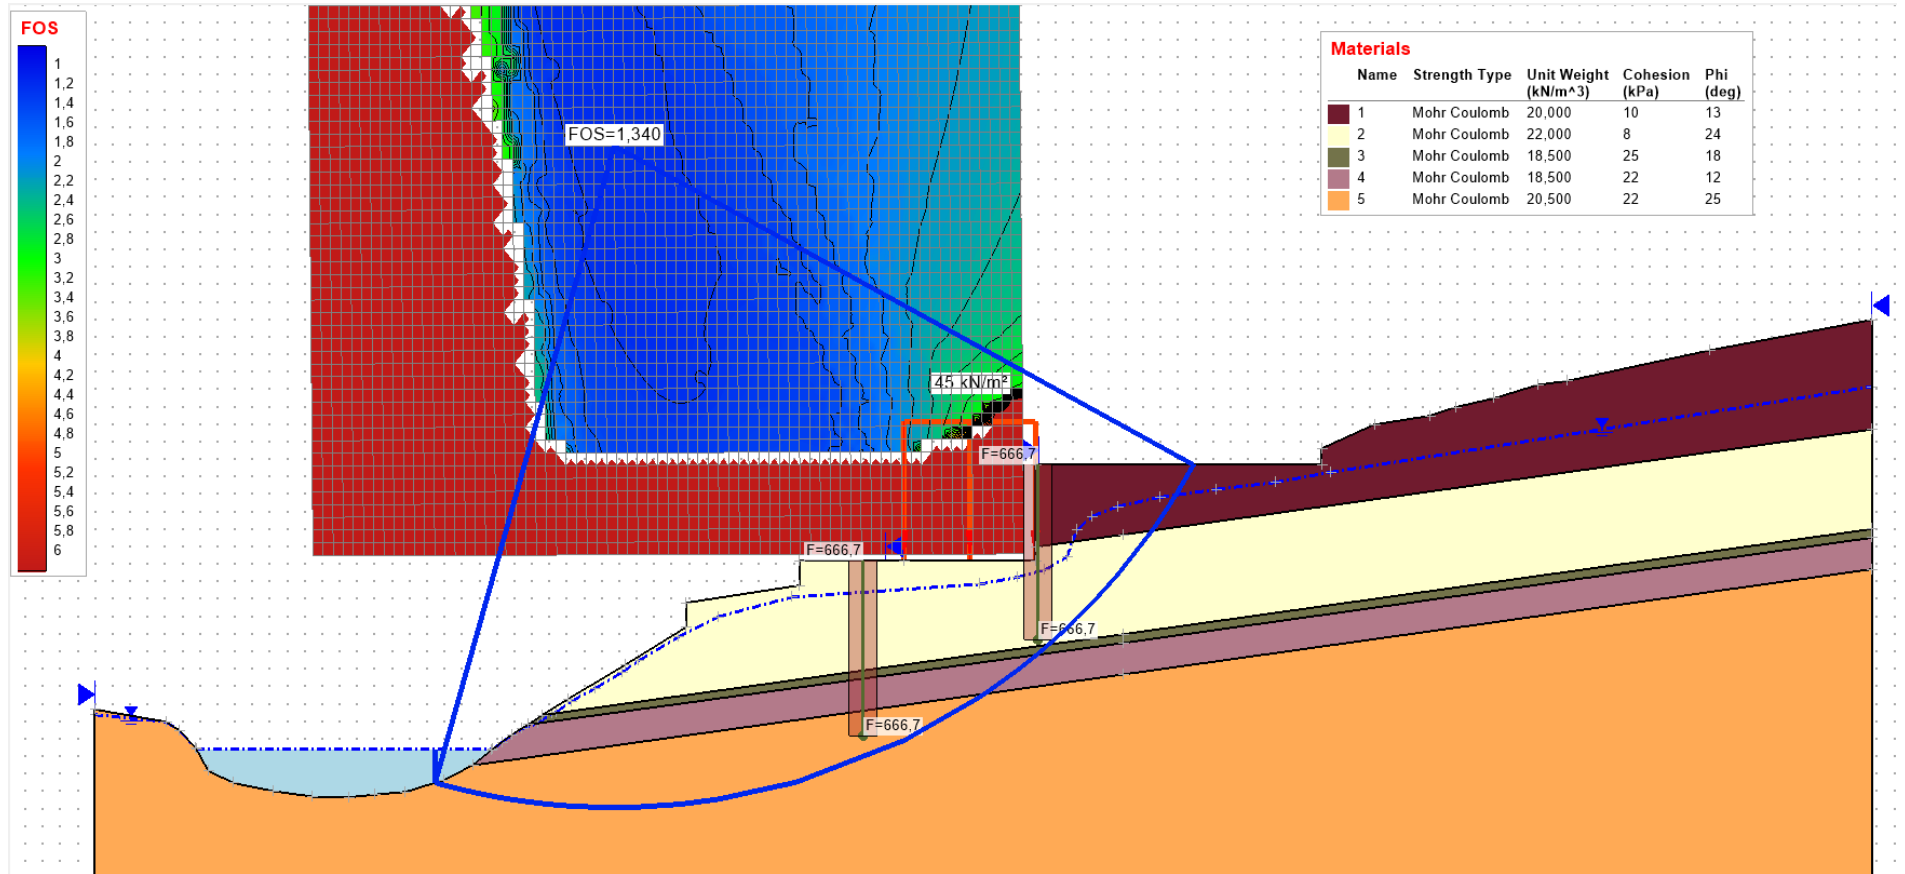 FOS
1
1,2
1,4
1,6
1,8
2
2,2
2,4
2,6
2,8
3
3,2
3,4
3,6
3,8
4
4,2
4,4
4,6
4,8
5
5,2
5,4
5,6
5,8
6
FOS=1,340
45 kN/m²
F=666,7
F=666,7
F=666,7
F=666,7
Materials
Name Strength Type Unit Weight (kN/m^3) Cohesion (kPa) Phi (deg)
1 Mohr Coulomb 20,000 10 13
2 Mohr Coulomb 22,000 8 24
3 Mohr Coulomb 18,500 25 18
4 Mohr Coulomb 18,500 22 12
5 Mohr Coulomb 20,500 22 25